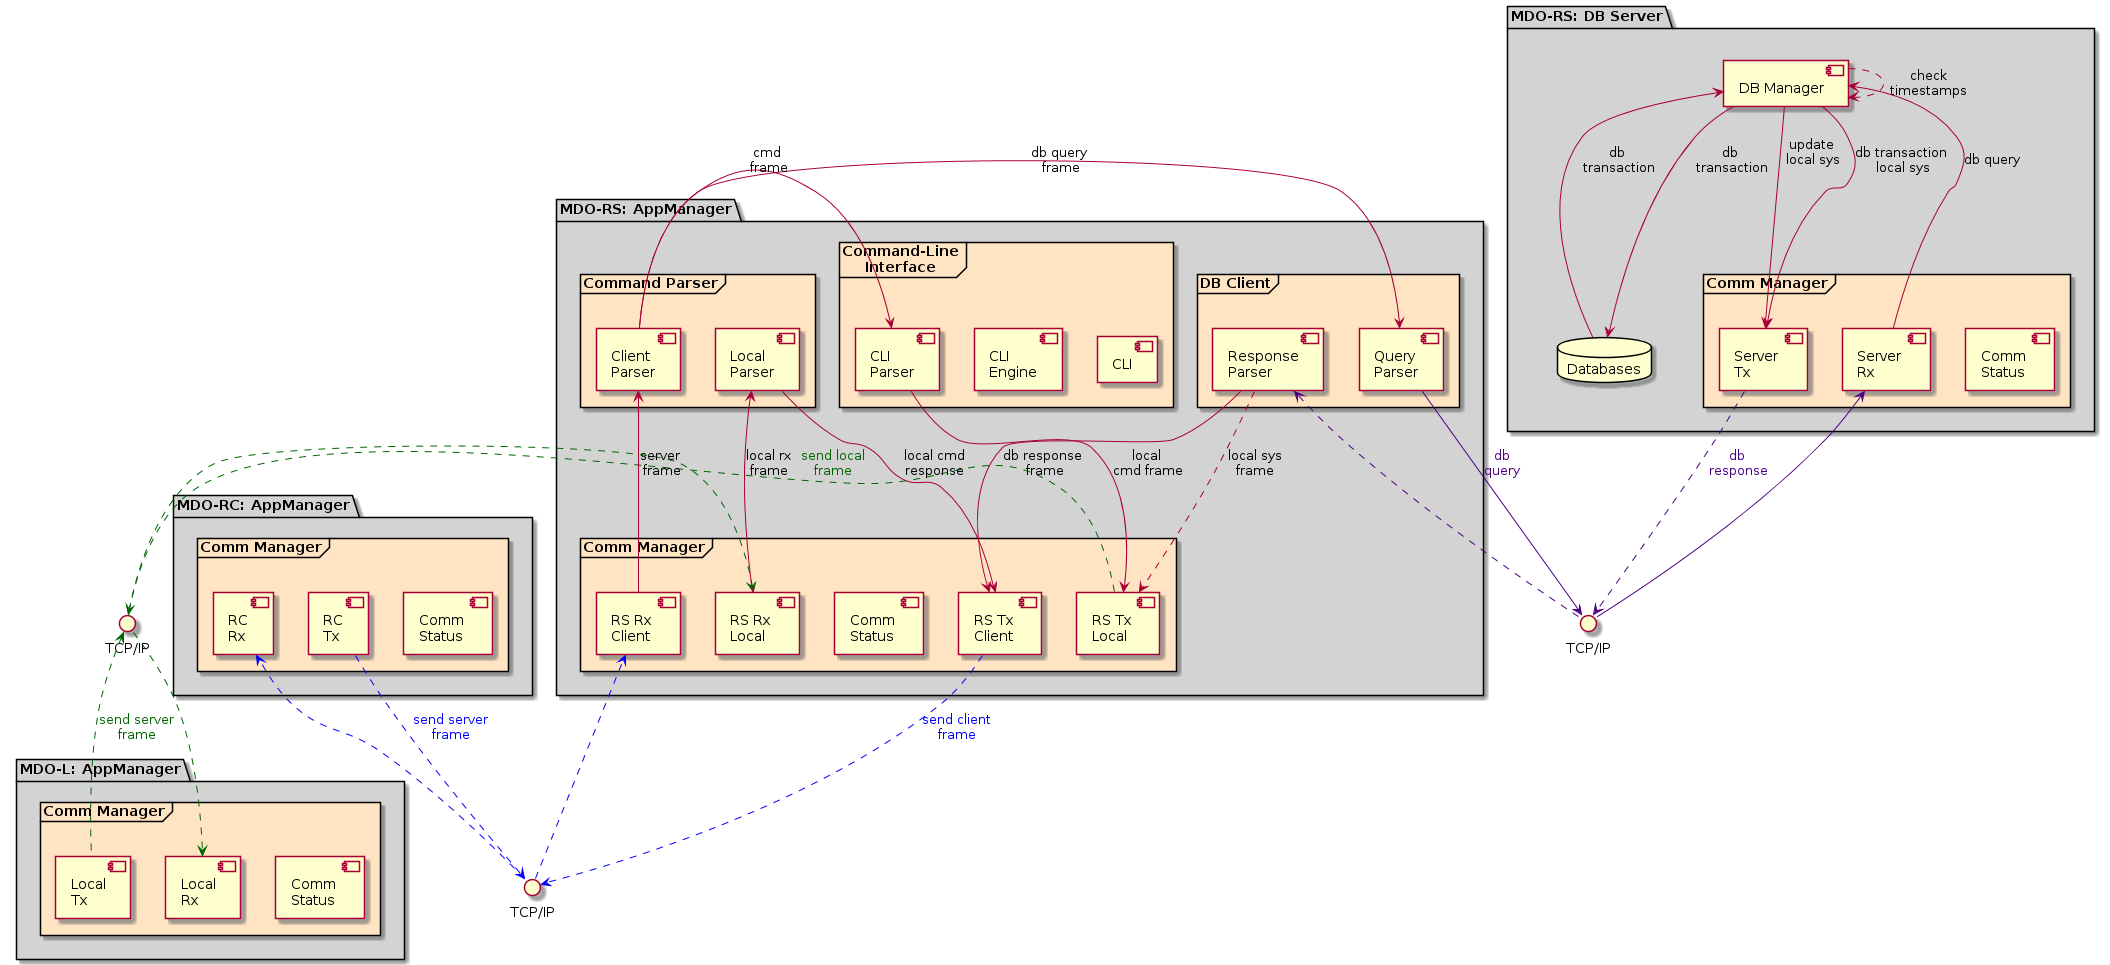 MDO-RS: DB Server
DB Manager
check
timestamps
db
transaction
db
transaction
update
local sys
db transaction
local sys
db query
Databases
Comm Manager
Server
Tx
Server
Rx
Comm
Status
cmd
frame
db query
frame
MDO-RS: AppManager
Command Parser
Client
Parser
Local
Parser
Command-Line
Interface
CLI
Parser
CLI
Engine
CLI
DB Client
Response
Parser
Query
Parser
server
frame
local rx
frame
send local
frame
local cmd
response
db response
frame
local
cmd frame
local sys
frame
db
query
db
response
Comm Manager
RS Rx
Client
RS Rx
Local
Comm
Status
RS Tx
Client
RS Tx
Local
TCP/IP
MDO-RC: AppManager
Comm Manager
RC
Rx
RC
Tx
Comm
Status
TCP/IP
send server
frame
send server
frame
send client
frame
MDO-L: AppManager
Comm Manager
Local
Tx
Local
Rx
Comm
Status
TCP/IP